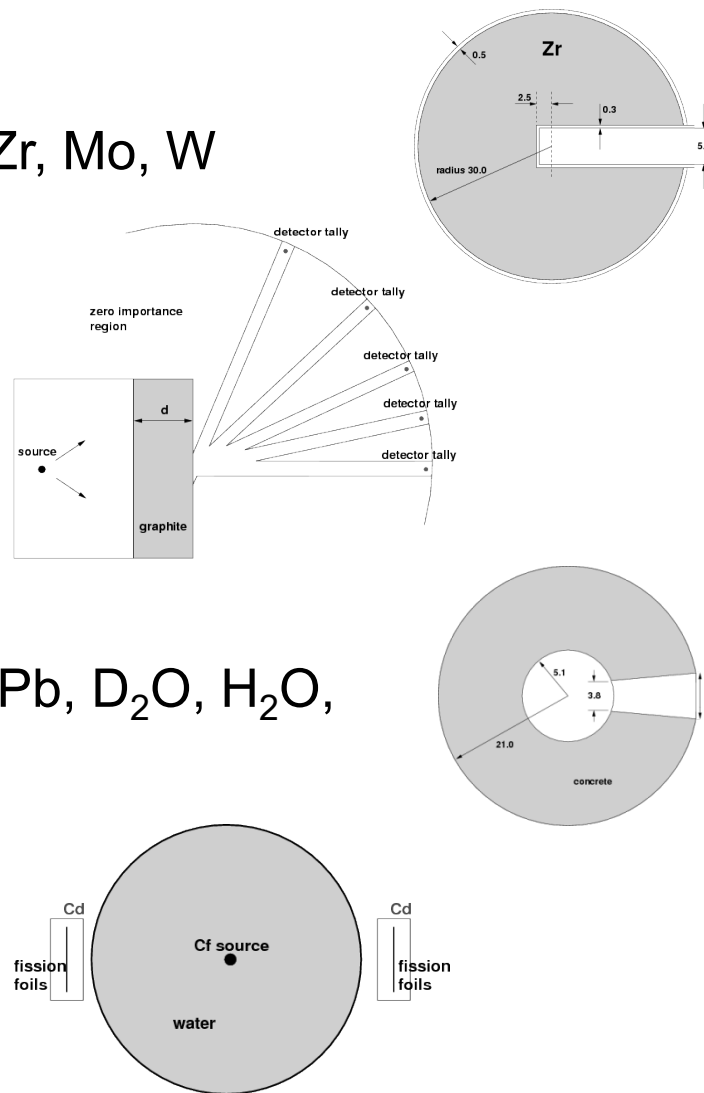 Zr
0.5
2.5
0.3
5.
radius 30.0
Zr, Mo, W
detector tally
detector tally
zero importance
region
detector tally
detector tally
d
source
detector tally
graphite
5.1
3.8
21.0
concrete
Pb, D₂O, H₂O,
Cd
Cd
Cf source
fission
foils
fission
foils
water